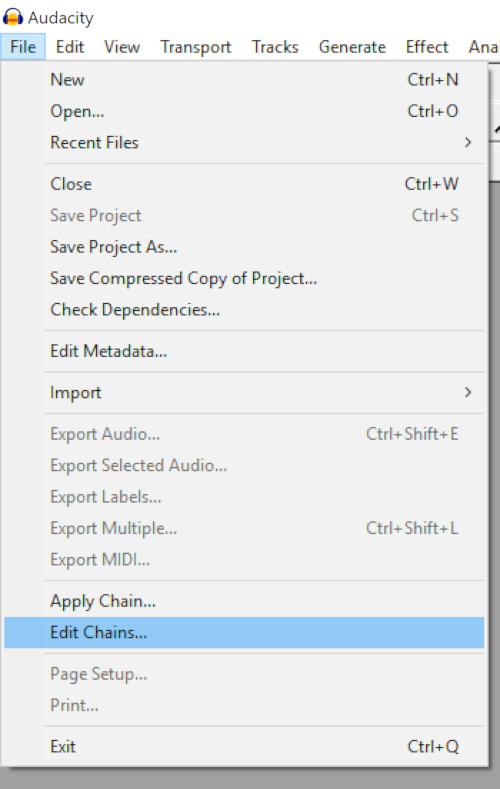 Audacity
File Edit View Transport Tracks Generate Effect Ana
New Ctrl+N
Open... Ctrl+O
Recent Files
Close Ctrl+W
Save Project Ctrl+S
Save Project As...
Save Compressed Copy of Project...
Check Dependencies...
Edit Metadata...
Import
Export Audio... Ctrl+Shift+E
Export Selected Audio...
Export Labels...
Export Multiple... Ctrl+Shift+L
Export MIDI...
Apply Chain...
Edit Chains...
Page Setup...
Print...
Exit Ctrl+Q